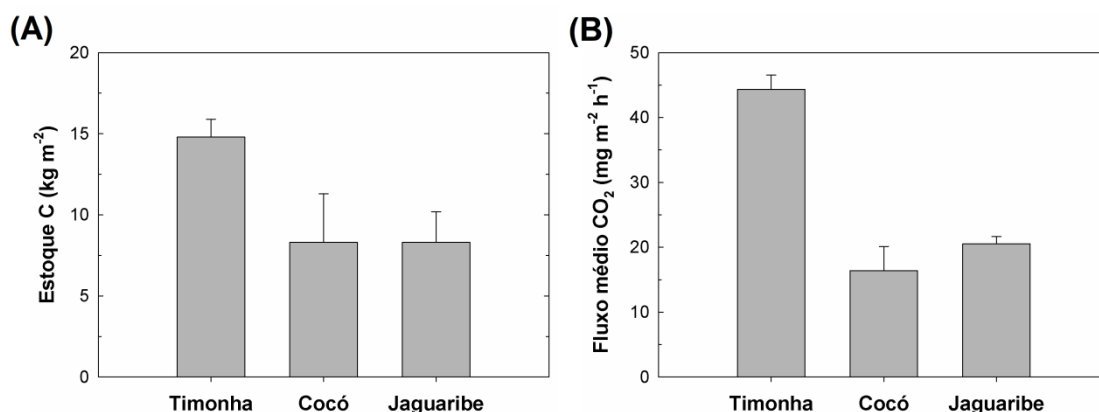 (A)
Estoque C (kg m⁻²)
20
15
10
5
0
Timonha Cocó Jaguaribe
(B)
Fluxo médio CO₂ (mg m⁻² h⁻¹)
50
40
30
20
10
0
Timonha Cocó Jaguaribe